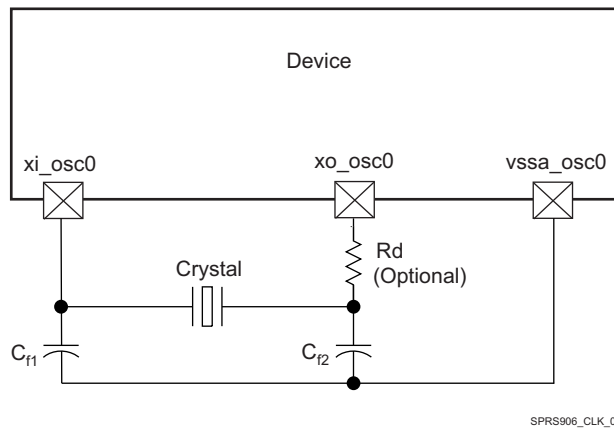 Device
xi_osc0
xo_osc0
vssa_osc0
Rd
(Optional)
Crystal
Cf1
Cf2
SPRS906_CLK_0